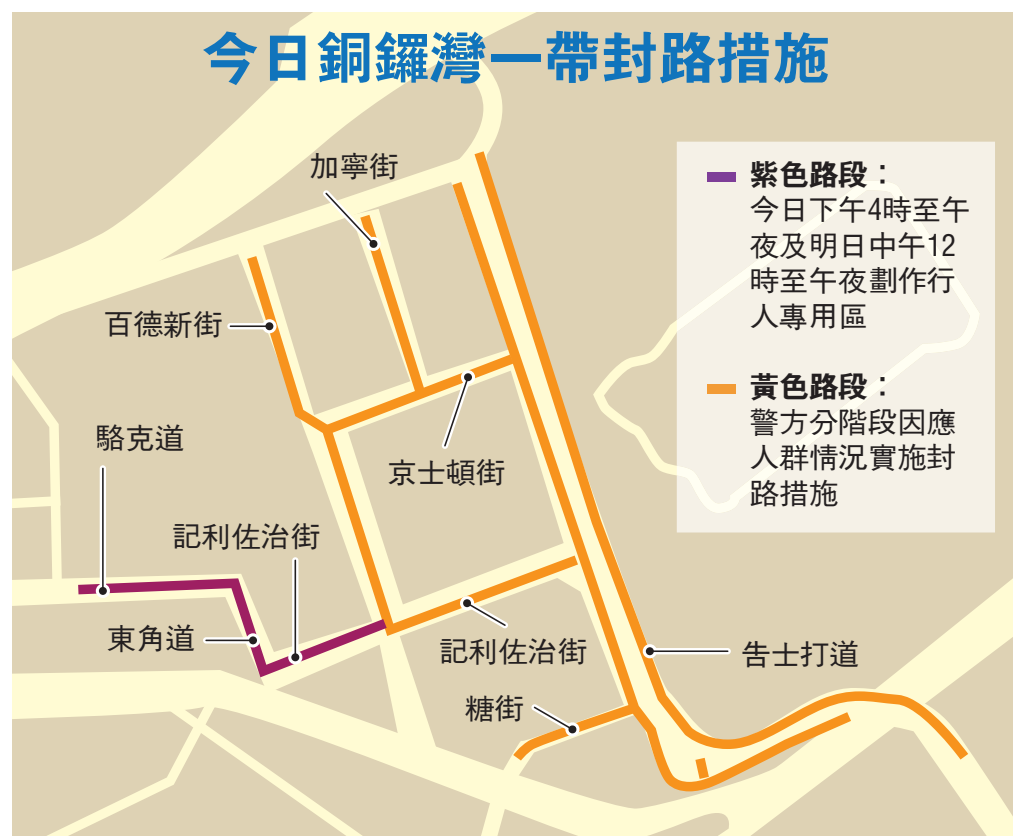 今日銅鑼灣一帶封路措施
加寧街
紫色路段：
今日下午4時至午
夜及明日中午12
時至午夜劃作行
人專用區
百德新街
黃色路段：
警方分階段因應
人群情況實施封
路措施
駱克道
京士頓街
記利佐治街
東角道
記利佐治街
告士打道
糖街